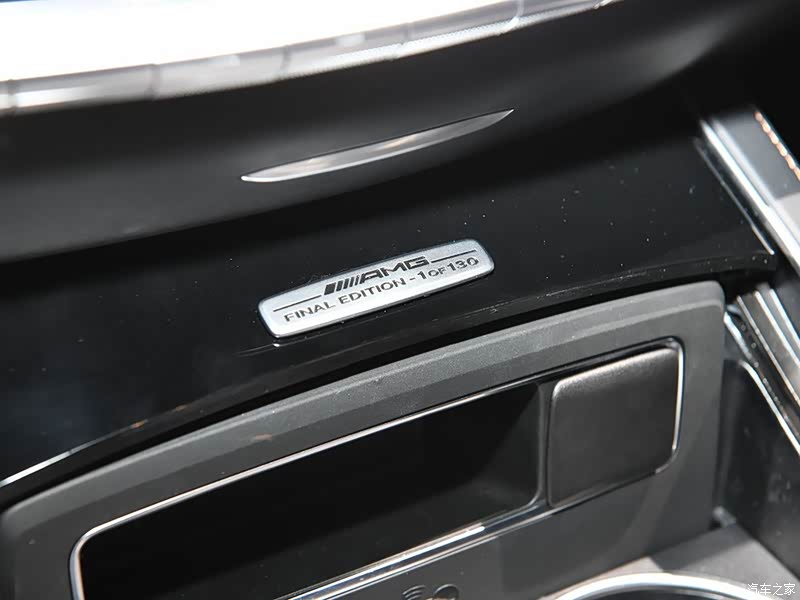 AMG
FINAL EDITION - 1 OF 130
汽车之家